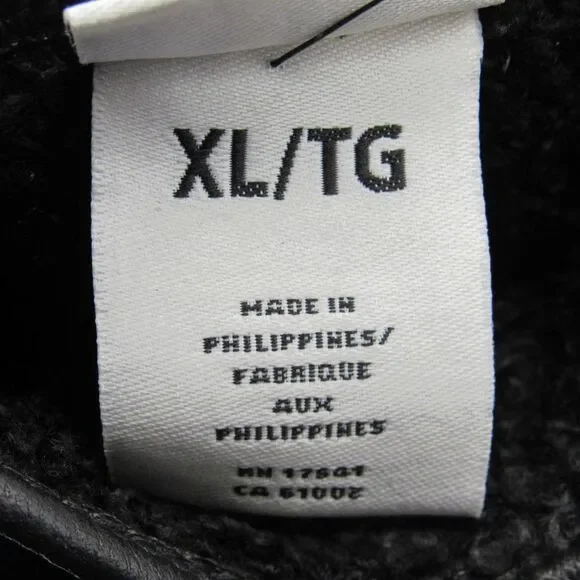 XL/TG
MADE IN
PHILIPPINES/
FABRIQUE
AUX
PHILIPPINES
RN 17641
CA 61002